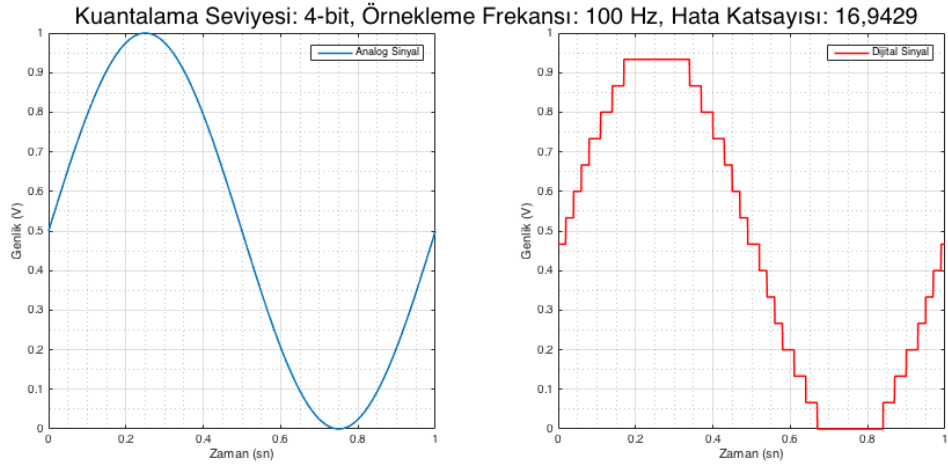 Kuantalama Seviyesi: 4-bit, Örnekleme Frekansı: 100 Hz, Hata Katsayısı: 16,9429
Analog Sinyal
Genlik (V)
1
0.9
0.8
0.7
0.6
0.5
0.4
0.3
0.2
0.1
0
0 0.2 0.4 0.6 0.8 1
Zaman (sn)
Dijital Sinyal
Genlik (V)
1
0.9
0.8
0.7
0.6
0.5
0.4
0.3
0.2
0.1
0
0 0.2 0.4 0.6 0.8 1
Zaman (sn)